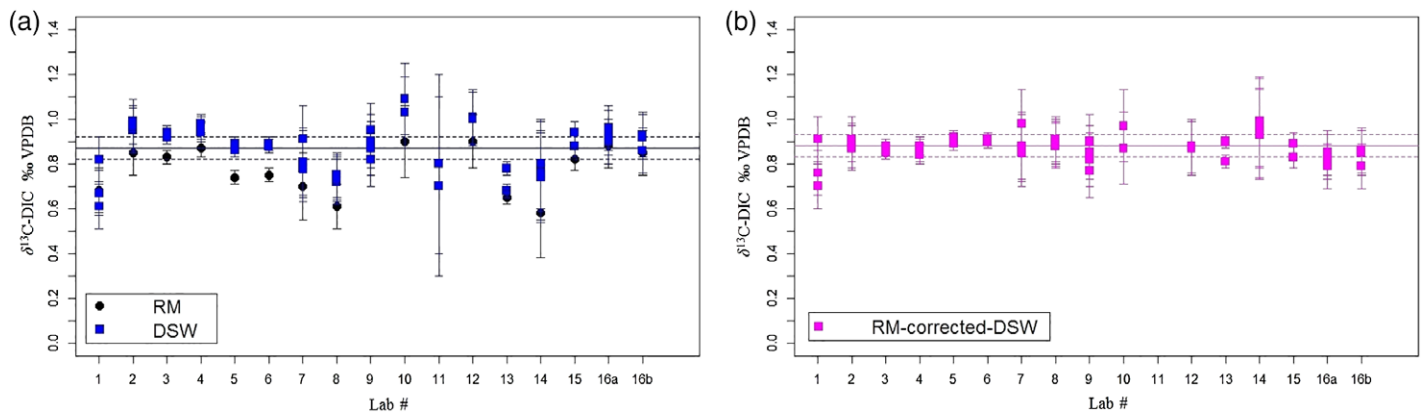 (a)
δ¹³C-DIC ‰ VPDB
1.4
1.2
1.0
0.8
0.6
0.4
0.2
0.0
RM
DSW
1 2 3 4 5 6 7 8 9 10 11 12 13 14 15 16a 16b
Lab #
(b)
δ¹³C-DIC ‰ VPDB
1.4
1.2
1.0
0.8
0.6
0.4
0.2
0.0
RM-corrected-DSW
1 2 3 4 5 6 7 8 9 10 11 12 13 14 15 16a 16b
Lab #